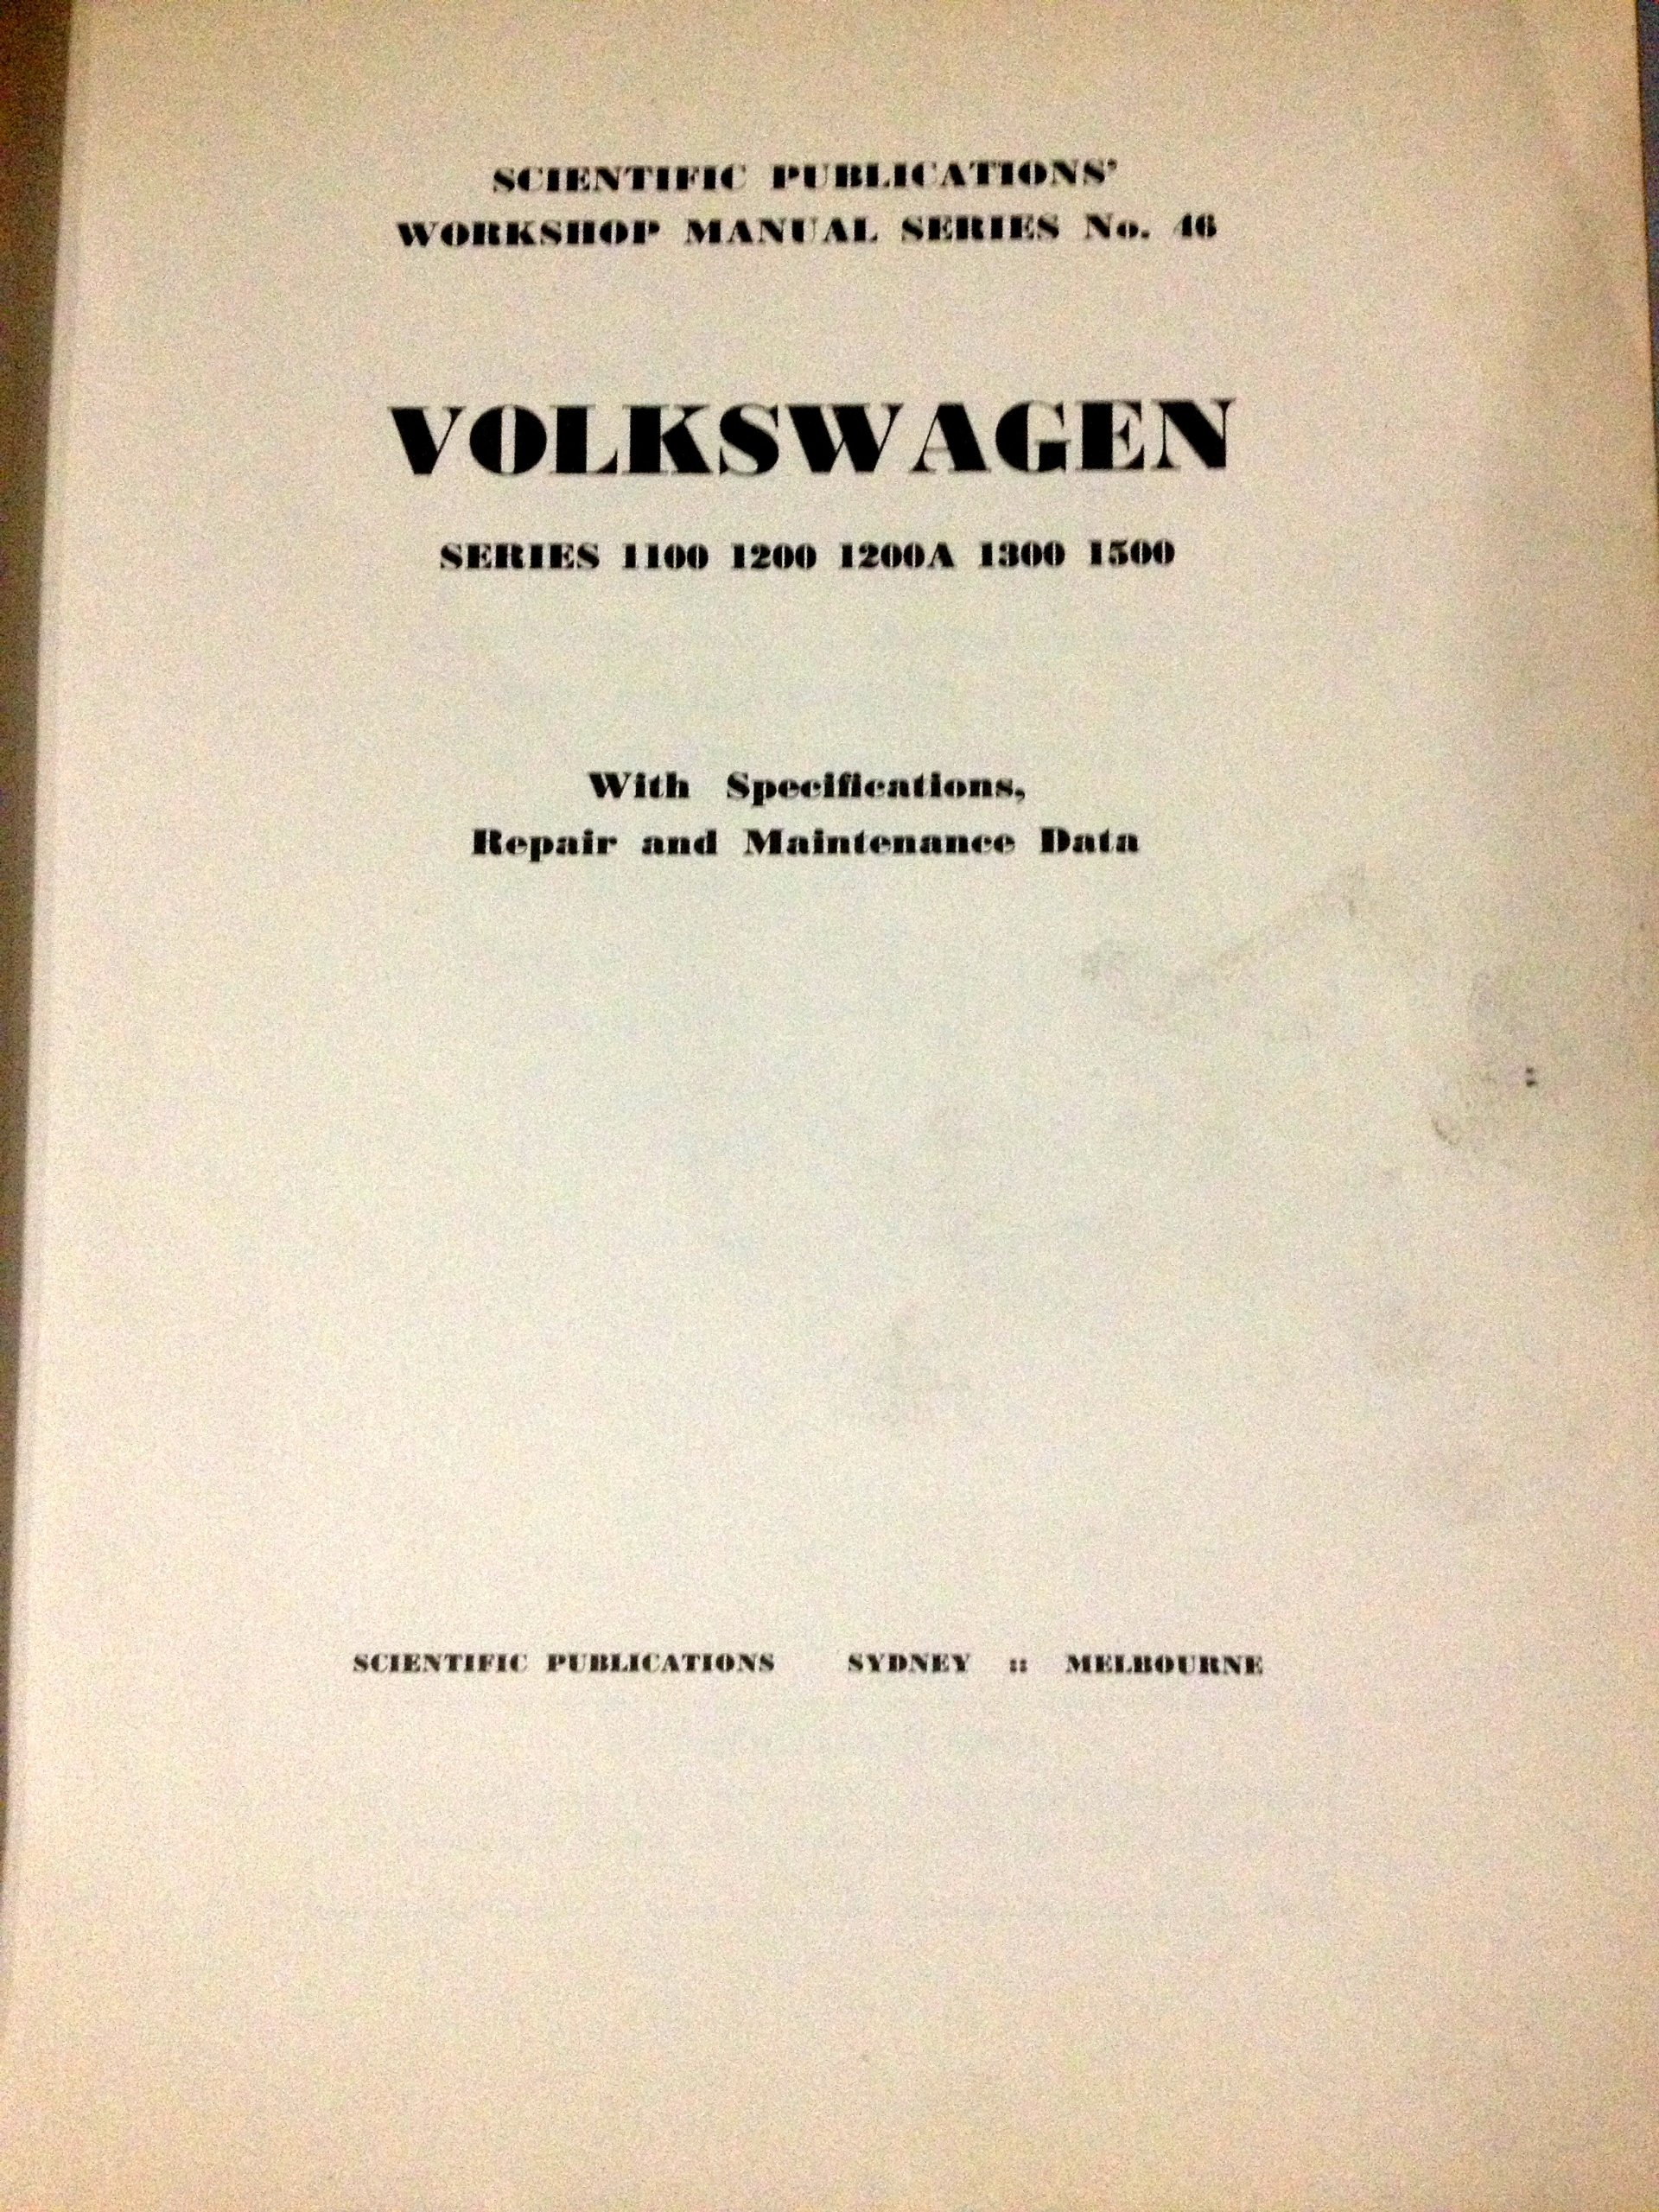 SCIENTIFIC PUBLICATIONS'
WORKSHOP MANUAL SERIES No. 46
VOLKSWAGEN
SERIES 1100 1200 1200A 1300 1500
With Specifications,
Repair and Maintenance Data
SCIENTIFIC PUBLICATIONS SYDNEY :: MELBOURNE